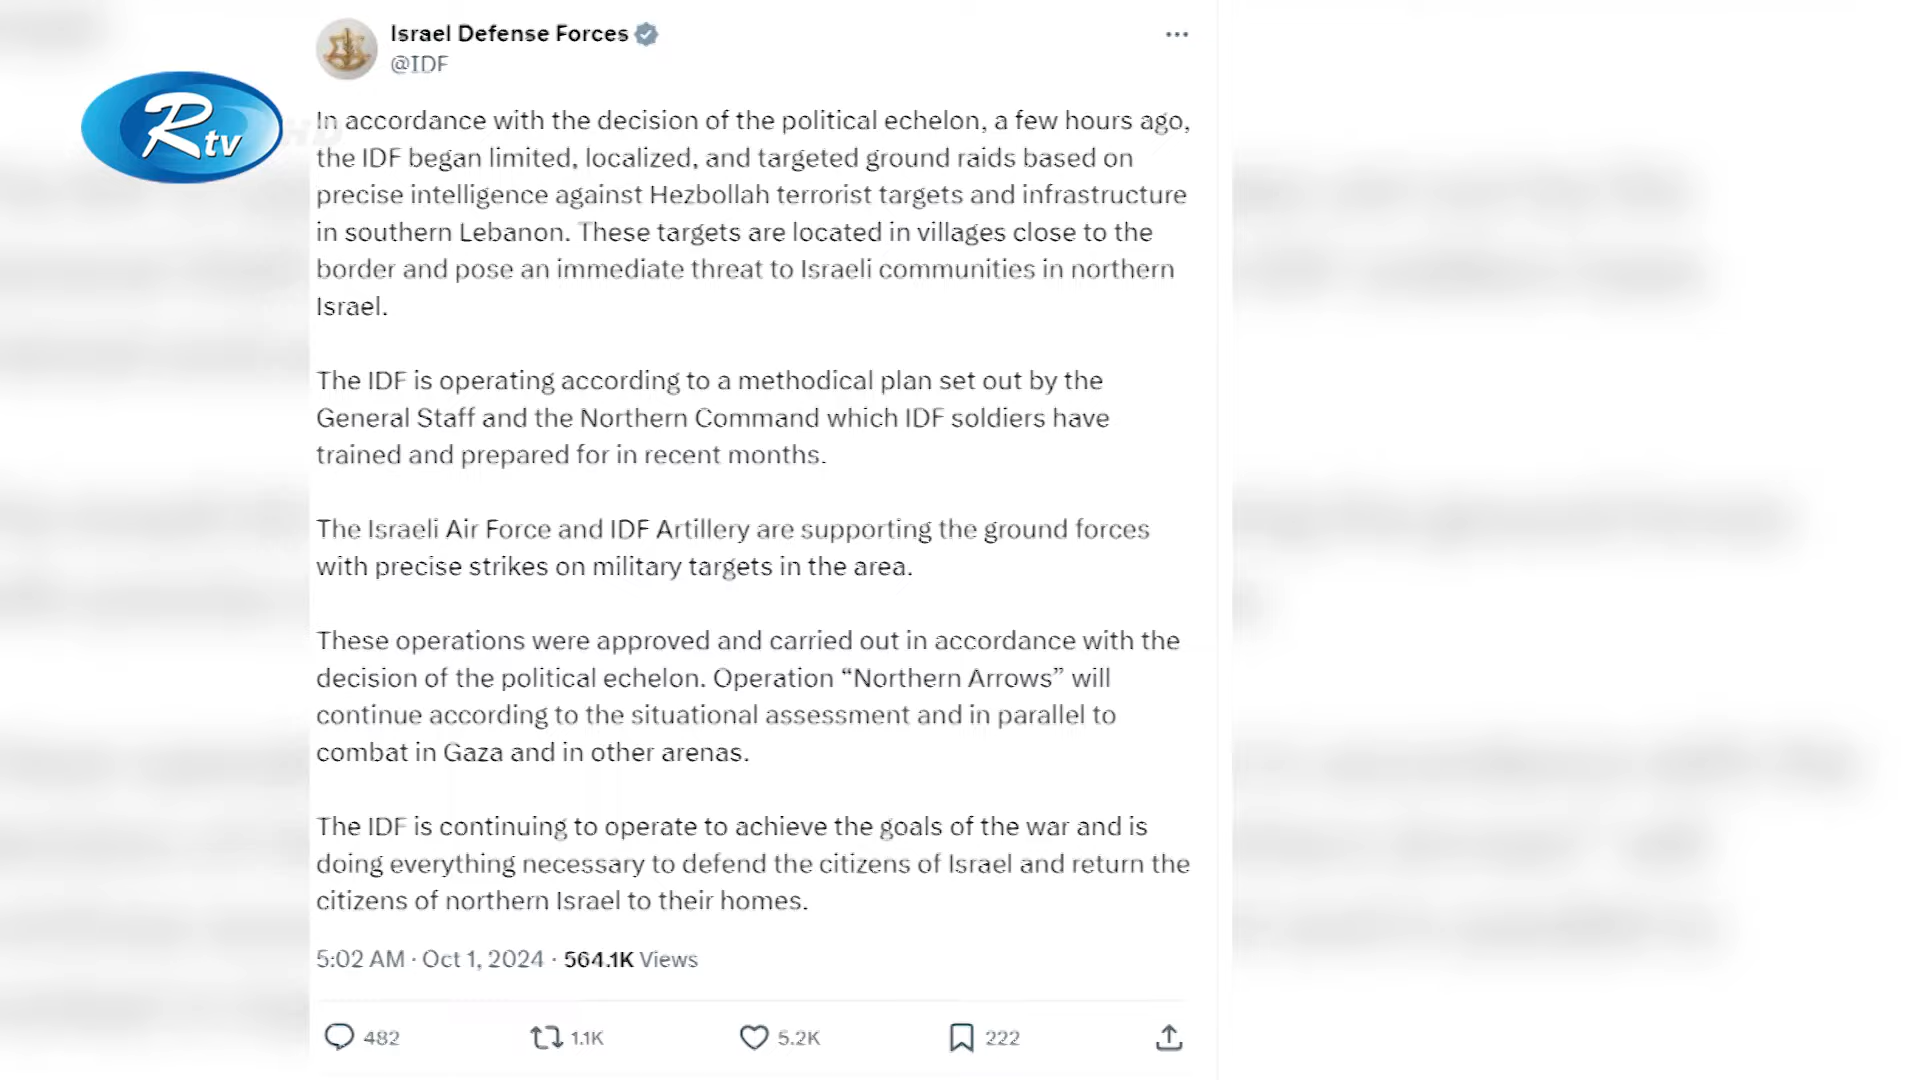 Israel Defense Forces
@IDF
Rtv
HD
In accordance with the decision of the political echelon, a few hours ago,
the IDF began limited, localized, and targeted ground raids based on
precise intelligence against Hezbollah terrorist targets and infrastructure
in southern Lebanon. These targets are located in villages close to the
border and pose an immediate threat to Israeli communities in northern
Israel.
The IDF is operating according to a methodical plan set out by the
General Staff and the Northern Command which IDF soldiers have
trained and prepared for in recent months.
The Israeli Air Force and IDF Artillery are supporting the ground forces
with precise strikes on military targets in the area.
These operations were approved and carried out in accordance with the
decision of the political echelon. Operation “Northern Arrows” will
continue according to the situational assessment and in parallel to
combat in Gaza and in other arenas.
The IDF is continuing to operate to achieve the goals of the war and is
doing everything necessary to defend the citizens of Israel and return the
citizens of northern Israel to their homes.
5:02 AM · Oct 1, 2024 · 564.1K Views
482 1.1K 5.2K 222